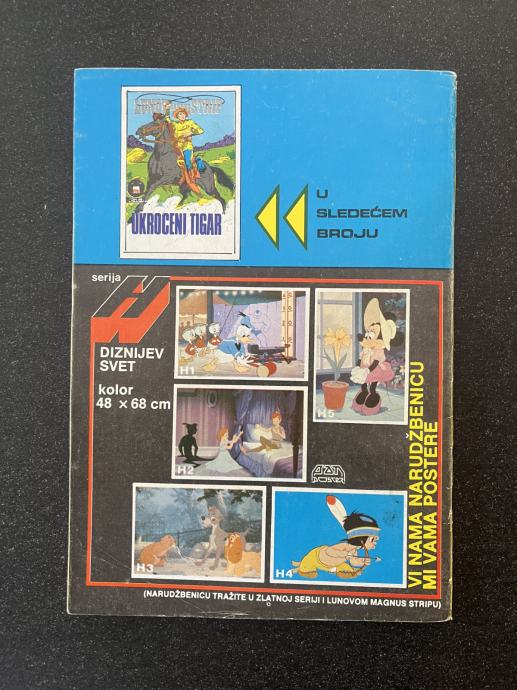 UKROĆENI TIGAR
U
SLEDEĆEM
BROJU
serija
H
DIZNIJEV
SVET
kolor
48 × 68 cm
H1
H5
H2
H3
H4
VI NAMA NARUDŽBENICU
MI VAMA POSTERE
(NARUDŽBENICU TRAŽITE U ZLATNOJ SERIJI I LUNOVOM MAGNUS STRIPU)